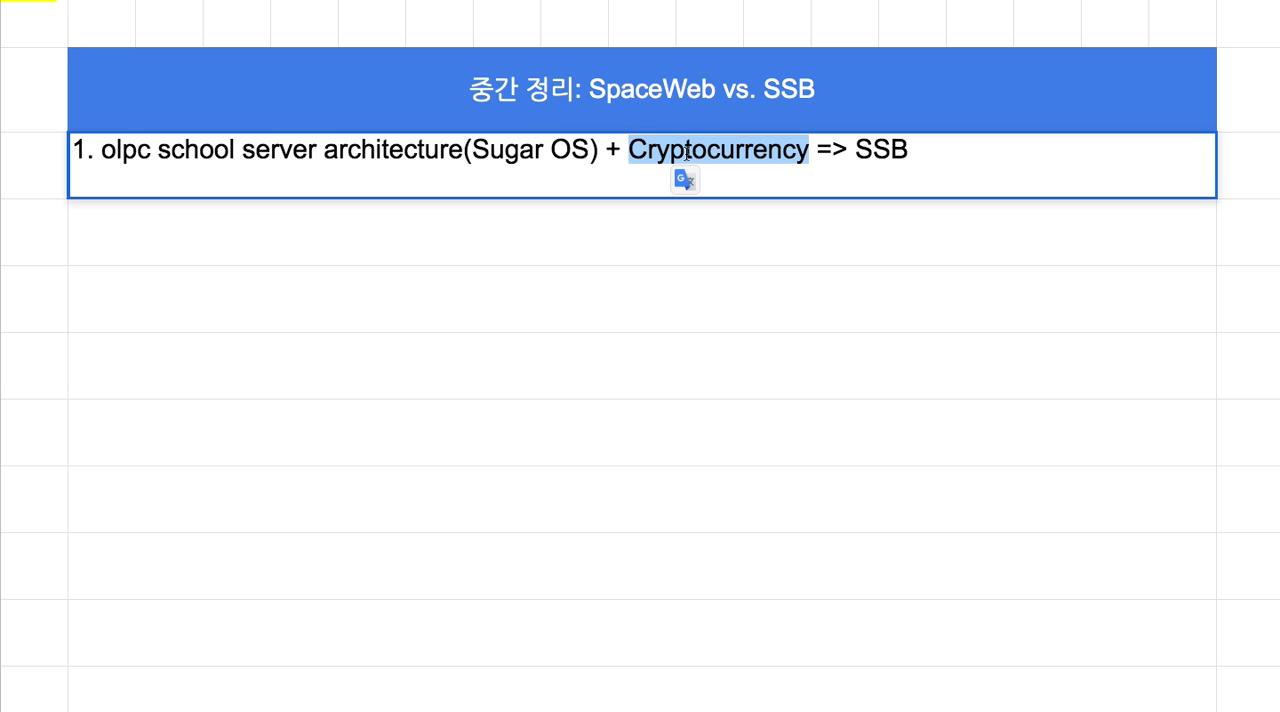 중간 정리: SpaceWeb vs. SSB
1. olpc school server architecture(Sugar OS) + Cryptocurrency => SSB